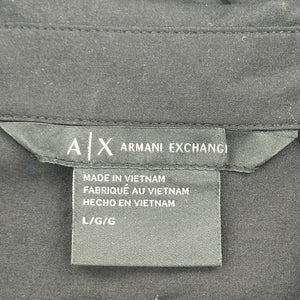 A|X ARMANI EXCHANG
MADE IN VIETNAM
FABRIQUÉ AU VIETNAM
HECHO EN VIETNAM
L/G/G